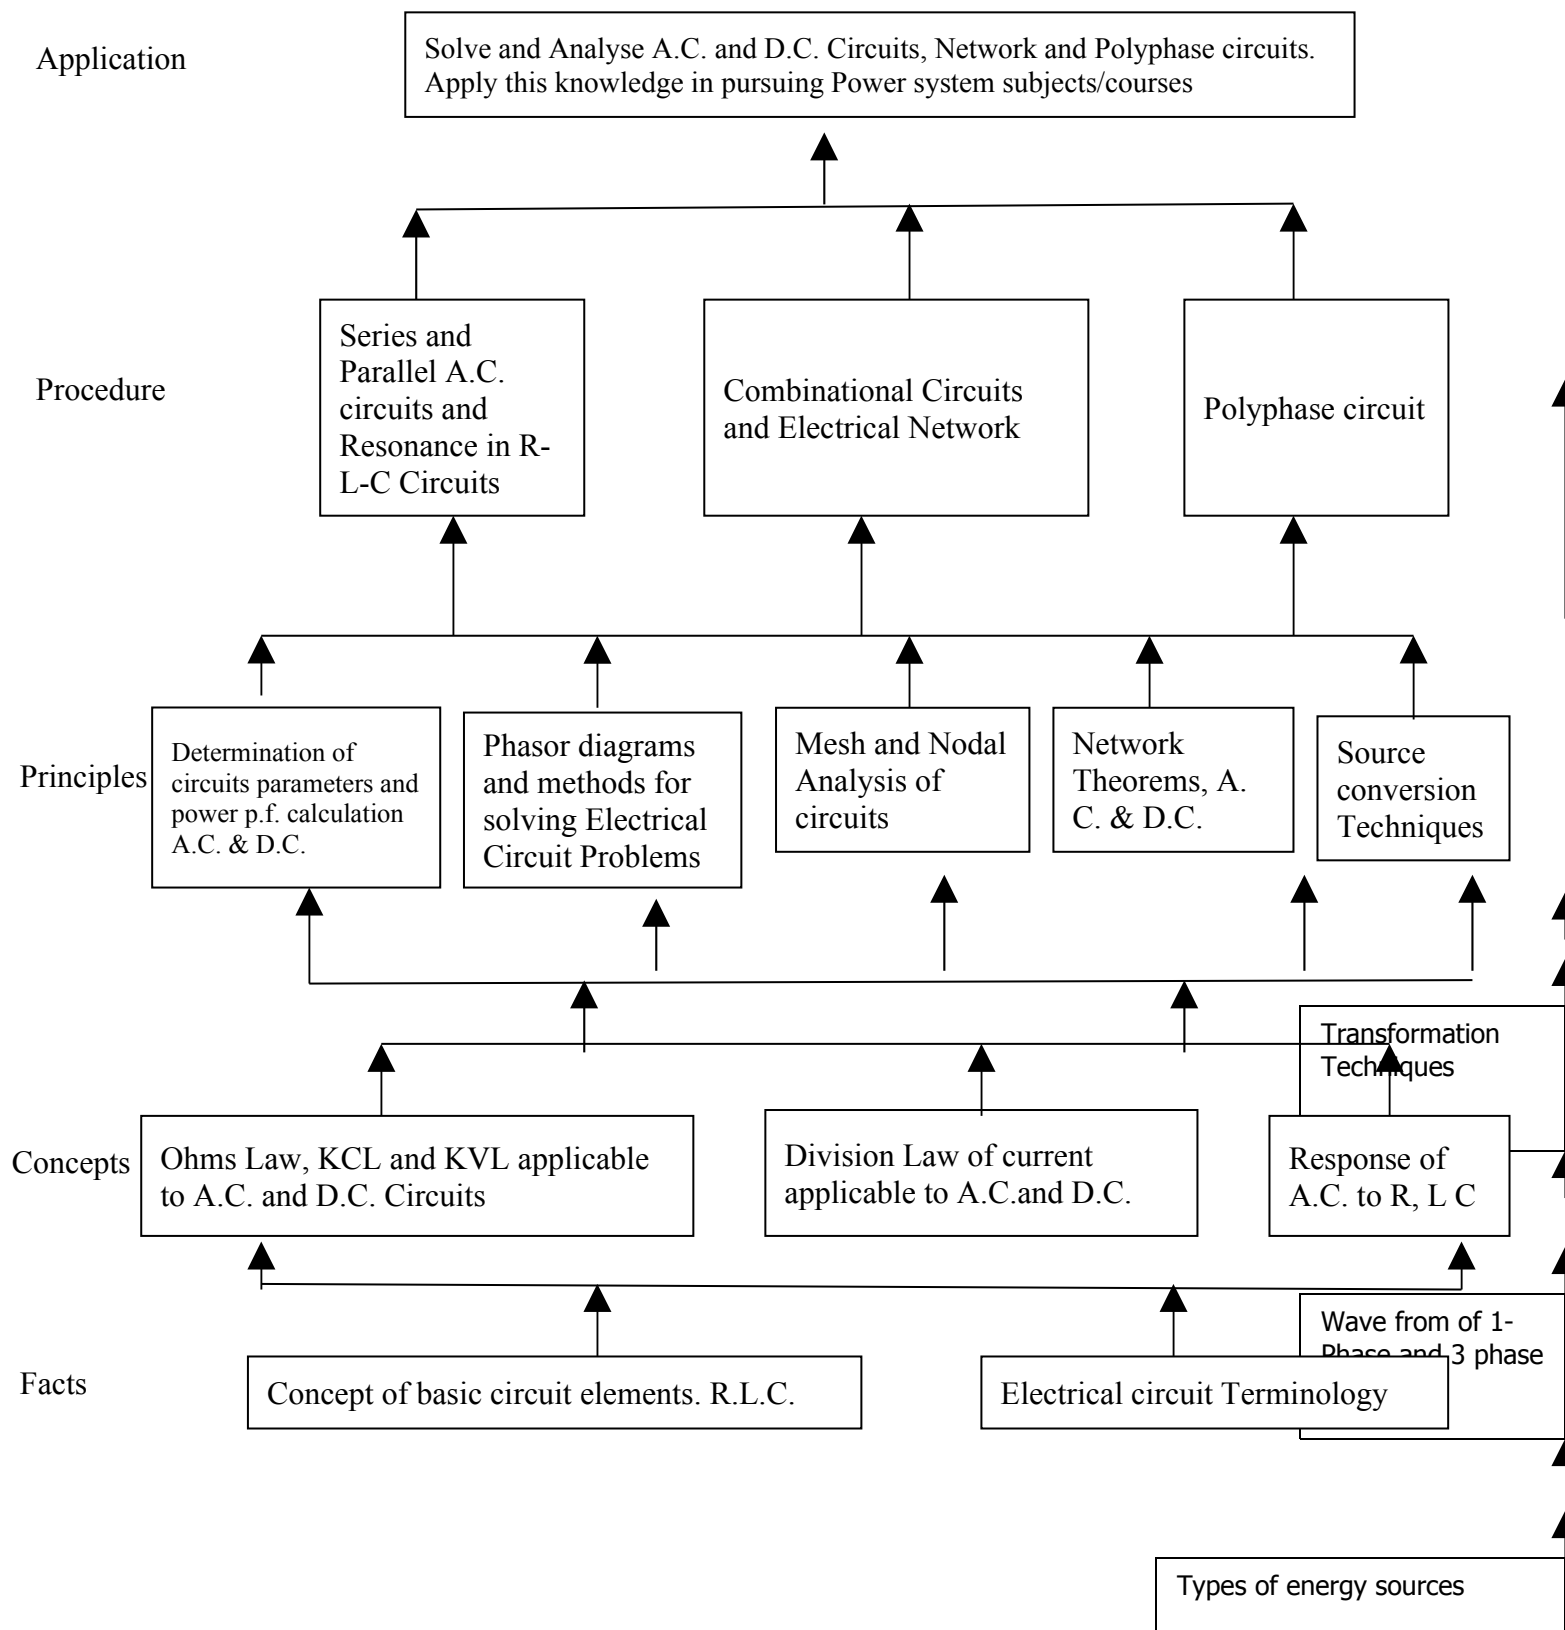 Application
Solve and Analyse A.C. and D.C. Circuits, Network and Polyphase circuits.
Apply this knowledge in pursuing Power system subjects/courses
Procedure
Series and
Parallel A.C.
circuits and
Resonance in R-
L-C Circuits
Combinational Circuits
and Electrical Network
Polyphase circuit
Principles
Determination of
circuits parameters and
power p.f. calculation
A.C. & D.C.
Phasor diagrams
and methods for
solving Electrical
Circuit Problems
Mesh and Nodal
Analysis of
circuits
Network
Theorems, A.
C. & D.C.
Source
conversion
Techniques
Transformation
Techniques
Concepts
Ohms Law, KCL and KVL applicable
to A.C. and D.C. Circuits
Division Law of current
applicable to A.C.and D.C.
Response of
A.C. to R, L C
Wave from of 1-
Phase and 3 phase
Facts
Concept of basic circuit elements. R.L.C.
Electrical circuit Terminology
Types of energy sources